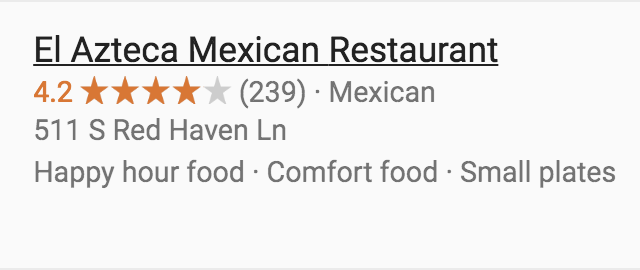 El Azteca Mexican Restaurant
4.2 ★★★★★ (239) · Mexican
511 S Red Haven Ln
Happy hour food · Comfort food · Small plates